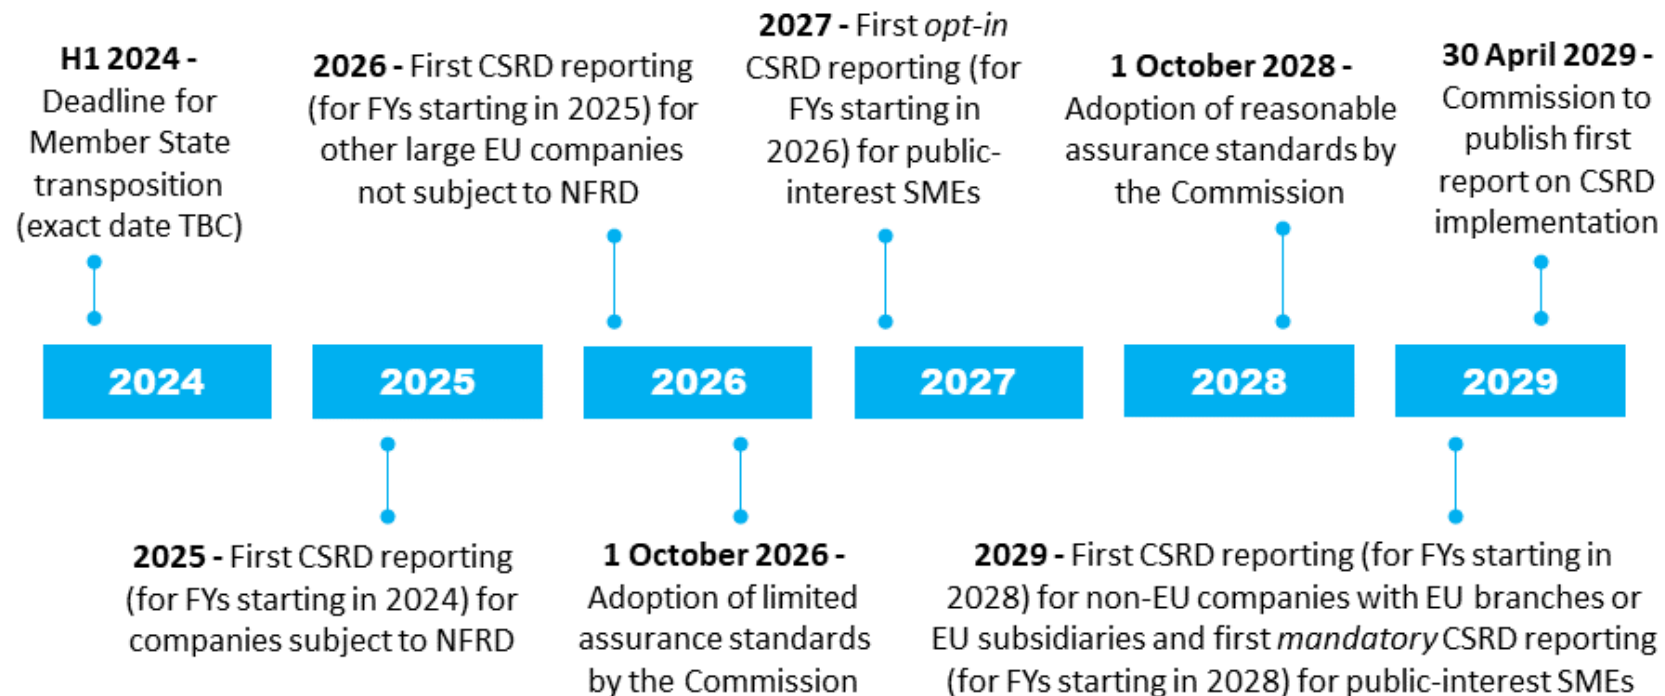 H1 2024 -
Deadline for
Member State
transposition
(exact date TBC)
2026 - First CSRD reporting
(for FYs starting in 2025) for
other large EU companies
not subject to NFRD
2027 - First opt-in
CSRD reporting (for
FYs starting in
2026) for public-
interest SMEs
1 October 2028 -
Adoption of reasonable
assurance standards by
the Commission
30 April 2029 -
Commission to
publish first
report on CSRD
implementation
2024
2025
2026
2027
2028
2029
2025 - First CSRD reporting
(for FYs starting in 2024) for
companies subject to NFRD
1 October 2026 -
Adoption of limited
assurance standards
by the Commission
2029 - First CSRD reporting (for FYs starting in
2028) for non-EU companies with EU branches or
EU subsidiaries and first mandatory CSRD reporting
(for FYs starting in 2028) for public-interest SMEs